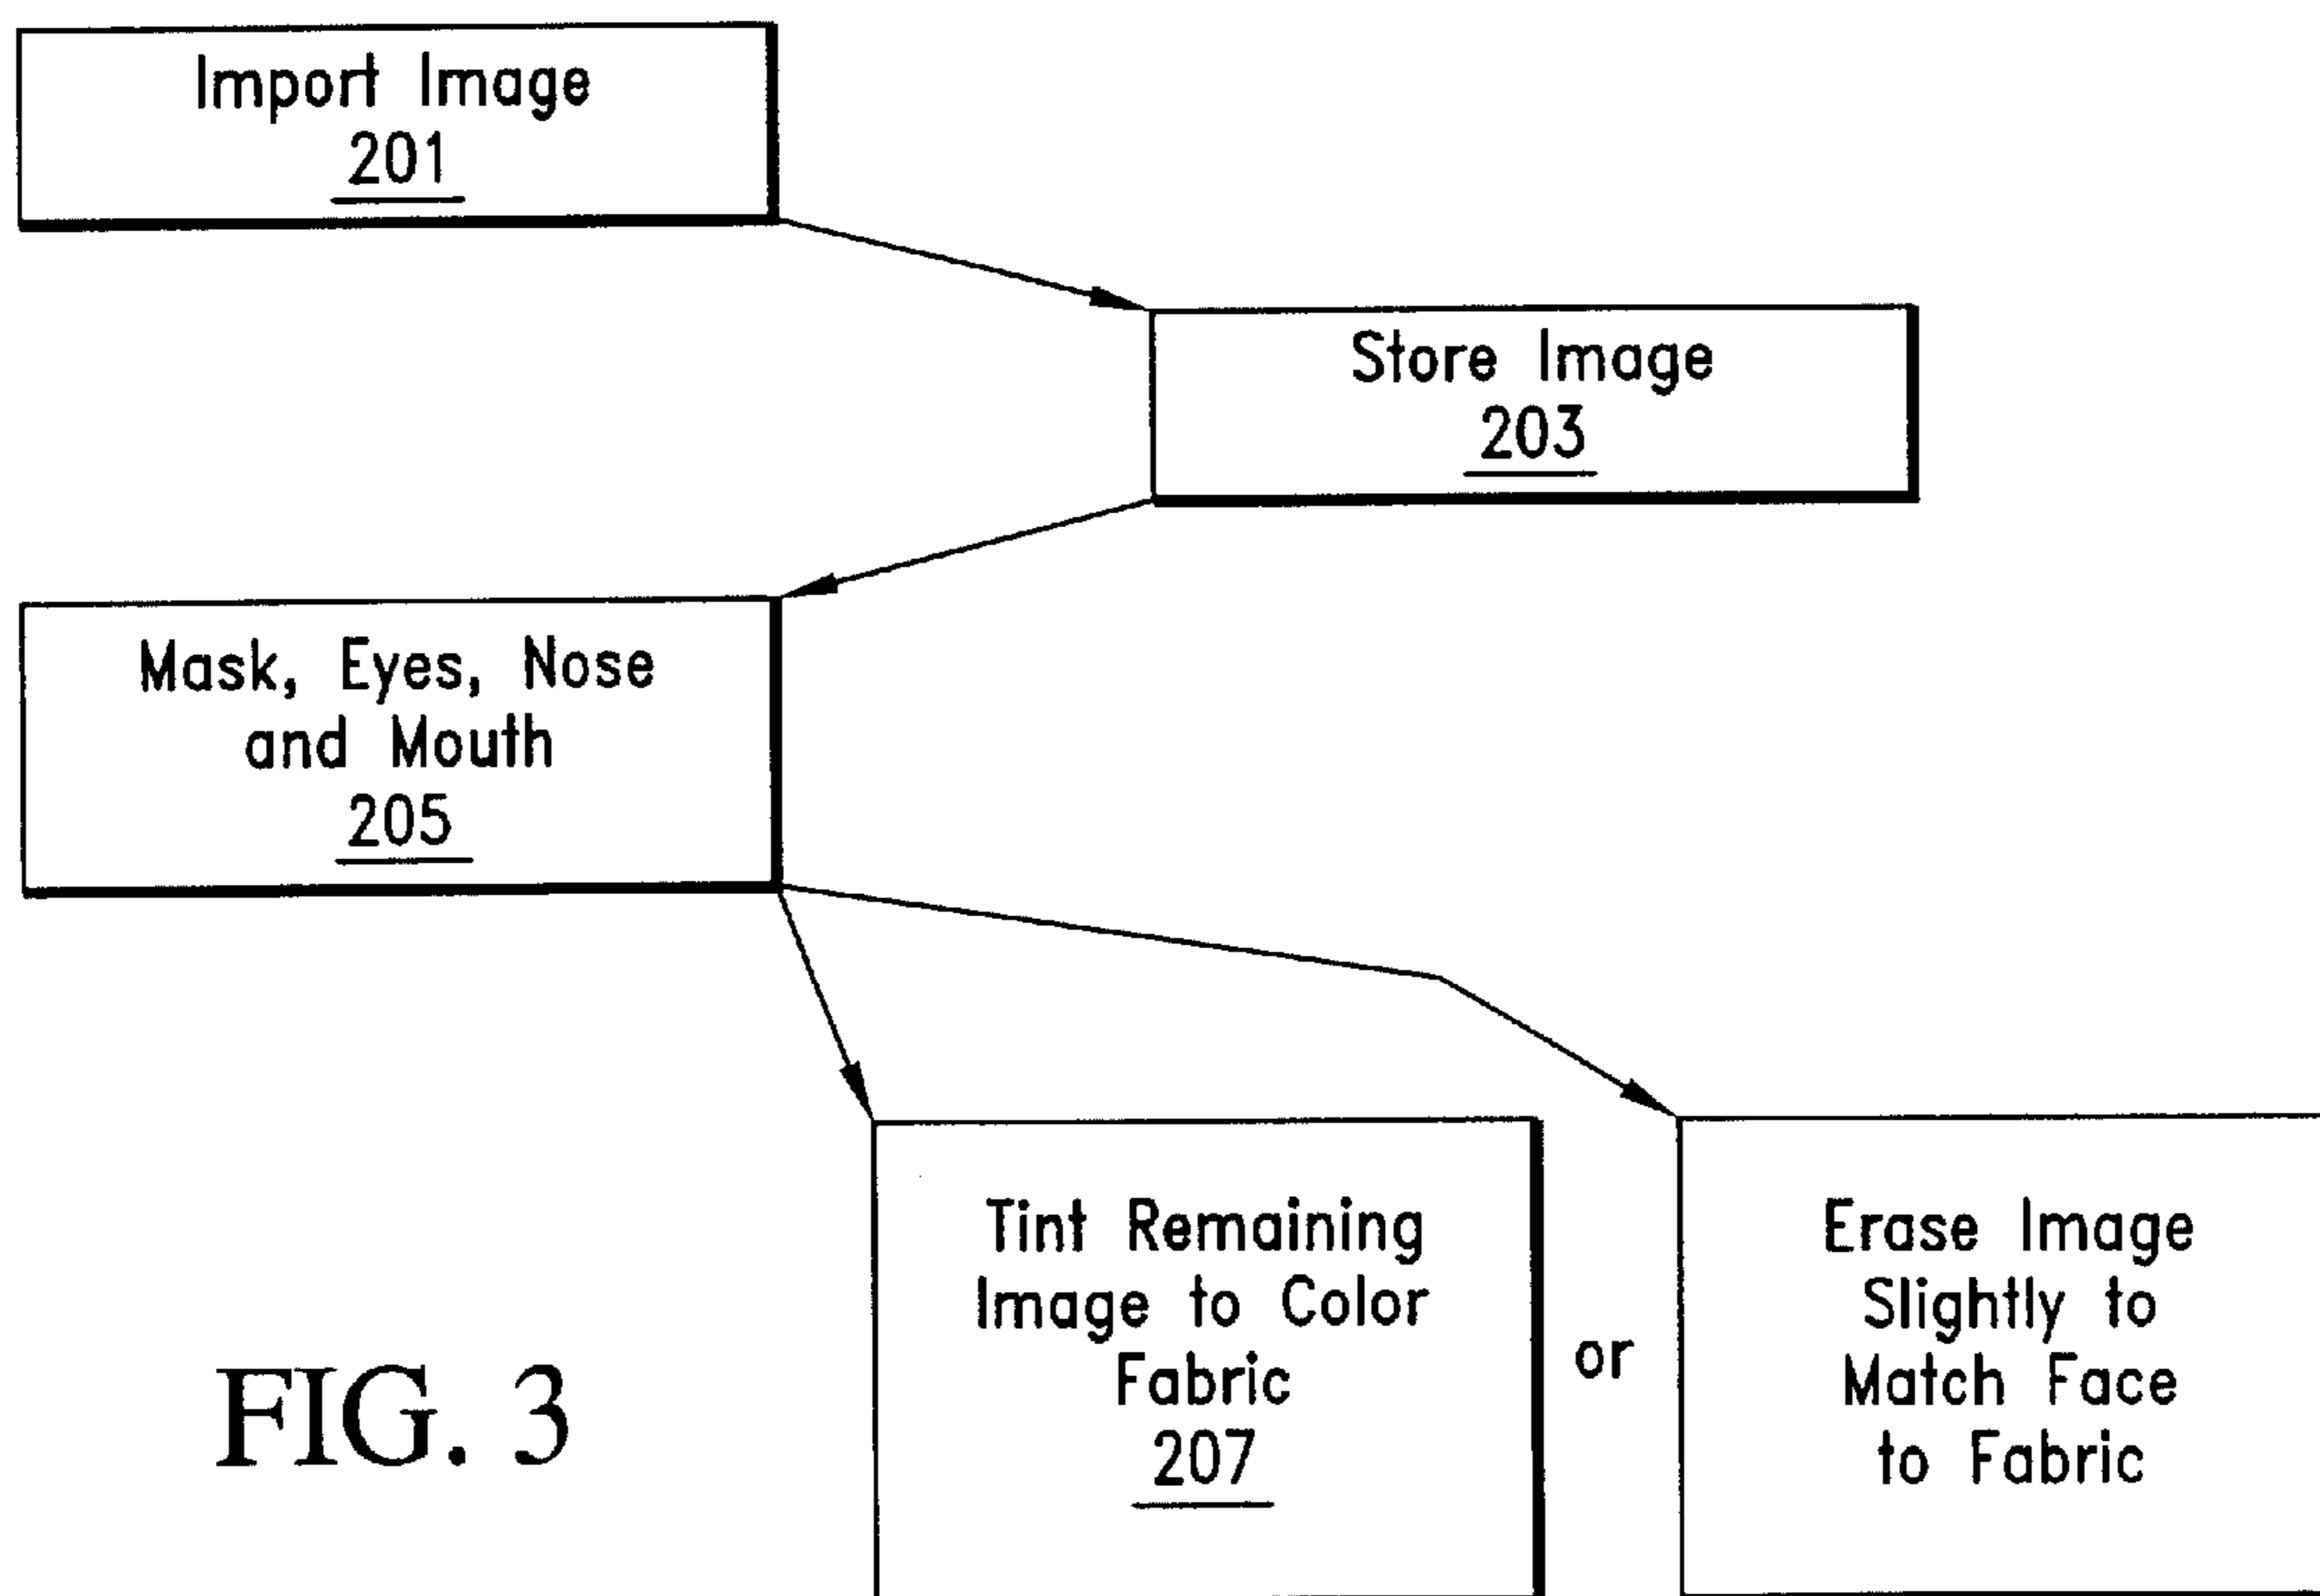 Import Image
201
Store Image
203
Mask, Eyes, Nose
and Mouth
205
Tint Remaining
Image to Color
Fabric
207
or
Erase Image
Slightly to
Match Face
to Fabric
FIG. 3